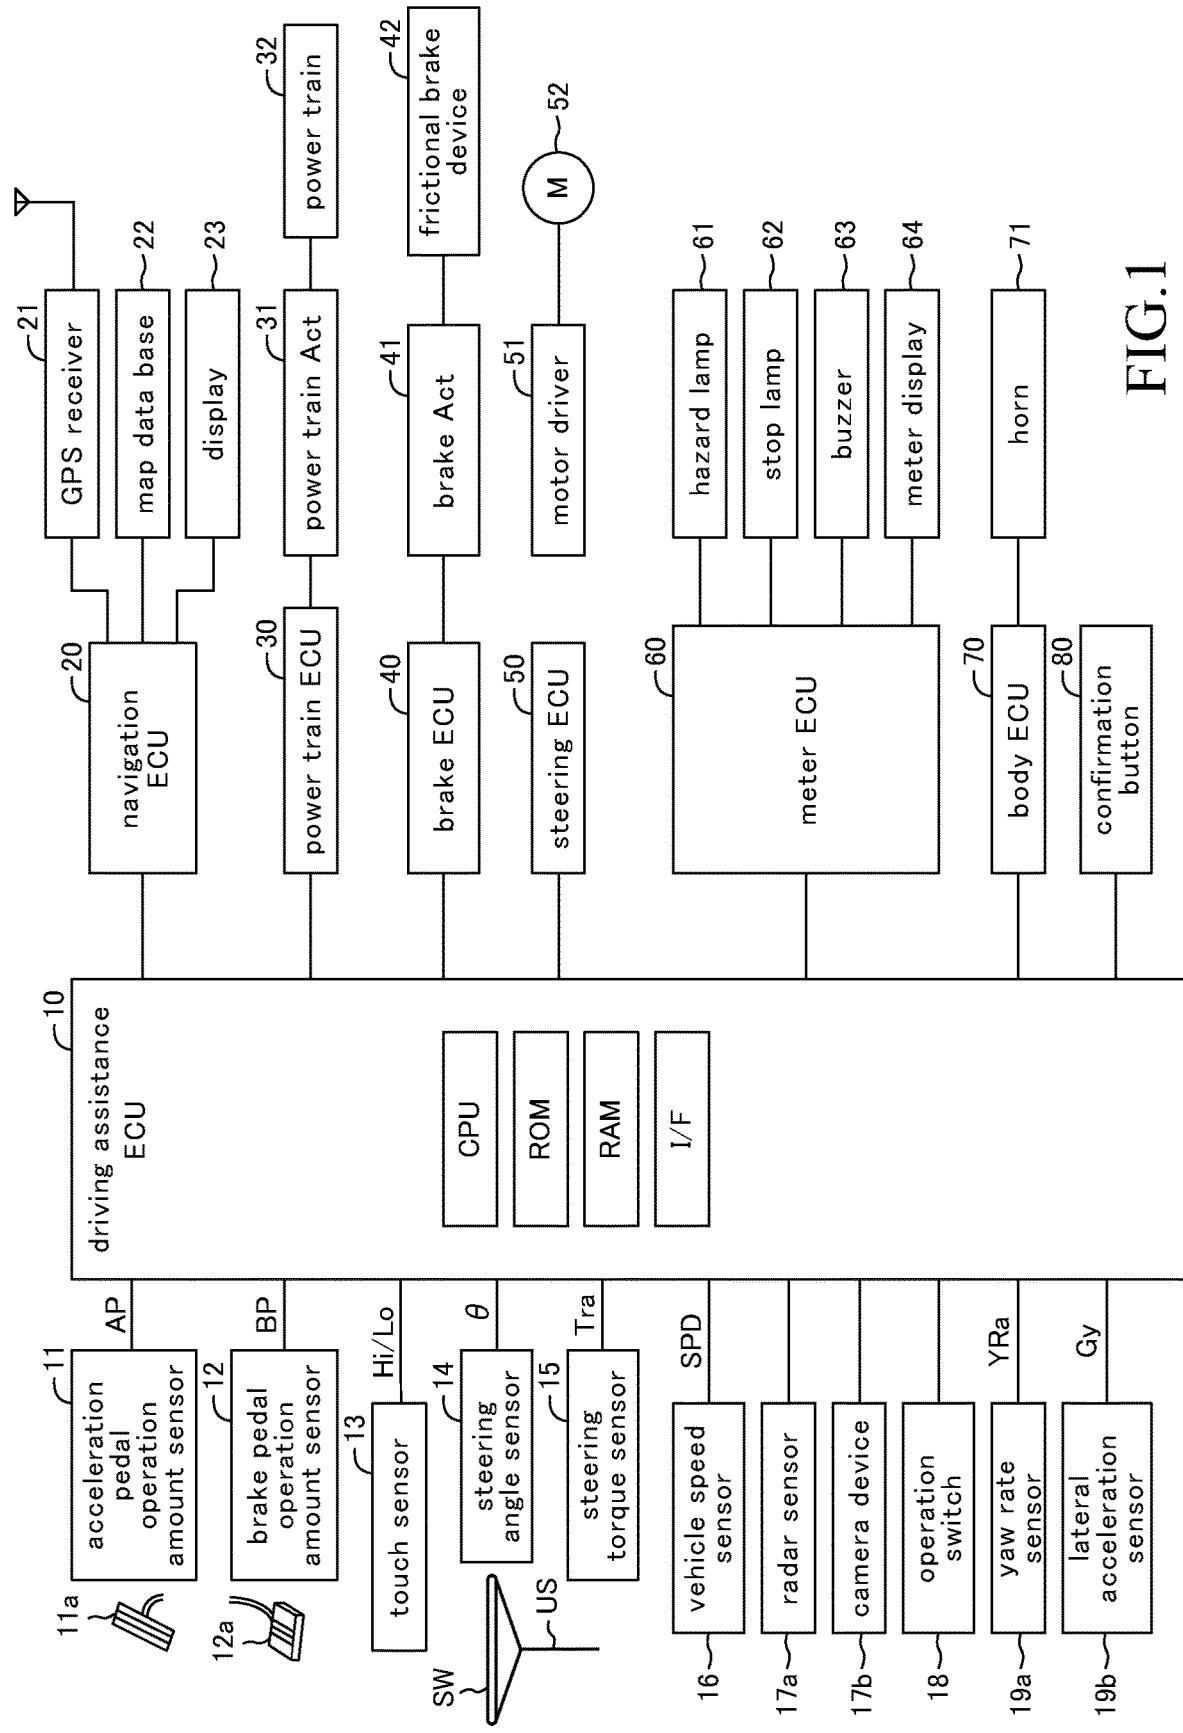 11a
11
acceleration
pedal
operation
amount sensor
AP
12a
12
brake pedal
operation
amount sensor
BP
13
touch sensor
Hi/Lo
SW
US
14
steering
angle sensor
θ
15
steering
torque sensor
Tra
16
vehicle speed
sensor
SPD
17a
radar sensor
17b
camera device
18
operation
switch
19a
yaw rate
sensor
YRa
19b
lateral
acceleration
sensor
Gy
10
driving assistance
ECU
CPU
ROM
RAM
I/F
20
navigation
ECU
21
GPS receiver
map data base
22
display
23
30
power train ECU
31
power train Act
32
power train
40
brake ECU
41
brake Act
42
frictional brake
device
50
steering ECU
51
motor driver
M
52
60
meter ECU
hazard lamp
61
stop lamp
62
buzzer
63
meter display
64
70
body ECU
horn
71
80
confirmation
button
FIG.1